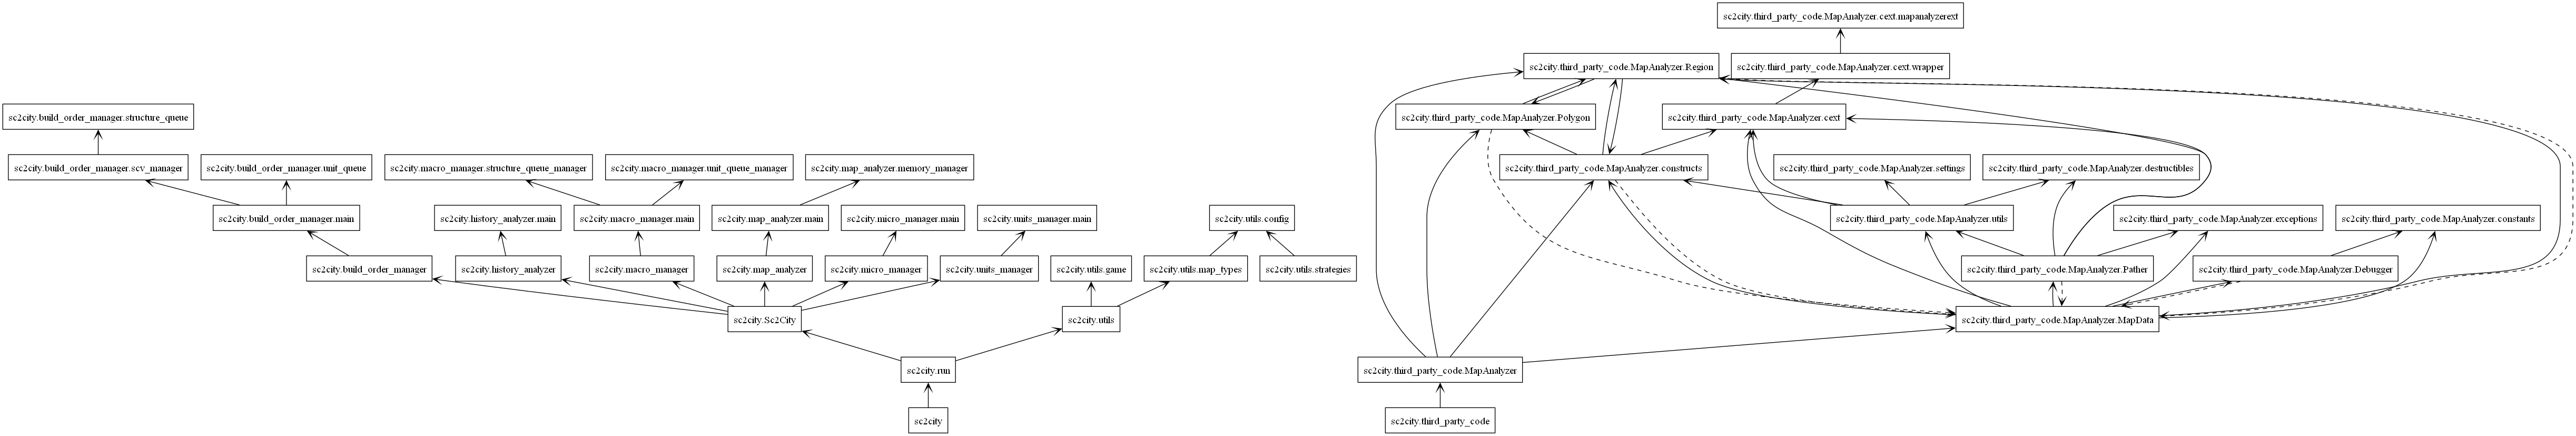 sc2city.third_party_code.MapAnalyzer.cext.mapanalyzerext
sc2city.third_party_code.MapAnalyzer.Region
sc2city.third_party_code.MapAnalyzer.cext.wrapper
sc2city.build_order_manager.structure_queue
sc2city.third_party_code.MapAnalyzer.Polygon
sc2city.third_party_code.MapAnalyzer.cext
sc2city.build_order_manager.scv_manager
sc2city.build_order_manager.unit_queue
sc2city.macro_manager.structure_queue_manager
sc2city.macro_manager.unit_queue_manager
sc2city.map_analyzer.memory_manager
sc2city.third_party_code.MapAnalyzer.constructs
sc2city.third_party_code.MapAnalyzer.settings
sc2city.third_party_code.MapAnalyzer.destructibles
sc2city.build_order_manager.main
sc2city.history_analyzer.main
sc2city.macro_manager.main
sc2city.map_analyzer.main
sc2city.micro_manager.main
sc2city.units_manager.main
sc2city.utils.config
sc2city.third_party_code.MapAnalyzer.utils
sc2city.third_party_code.MapAnalyzer.exceptions
sc2city.third_party_code.MapAnalyzer.constants
sc2city.build_order_manager
sc2city.history_analyzer
sc2city.macro_manager
sc2city.map_analyzer
sc2city.micro_manager
sc2city.units_manager
sc2city.utils.game
sc2city.utils.map_types
sc2city.utils.strategies
sc2city.third_party_code.MapAnalyzer.Pather
sc2city.third_party_code.MapAnalyzer.Debugger
sc2city.Sc2City
sc2city.utils
sc2city.third_party_code.MapAnalyzer.MapData
sc2city.run
sc2city.third_party_code.MapAnalyzer
sc2city
sc2city.third_party_code